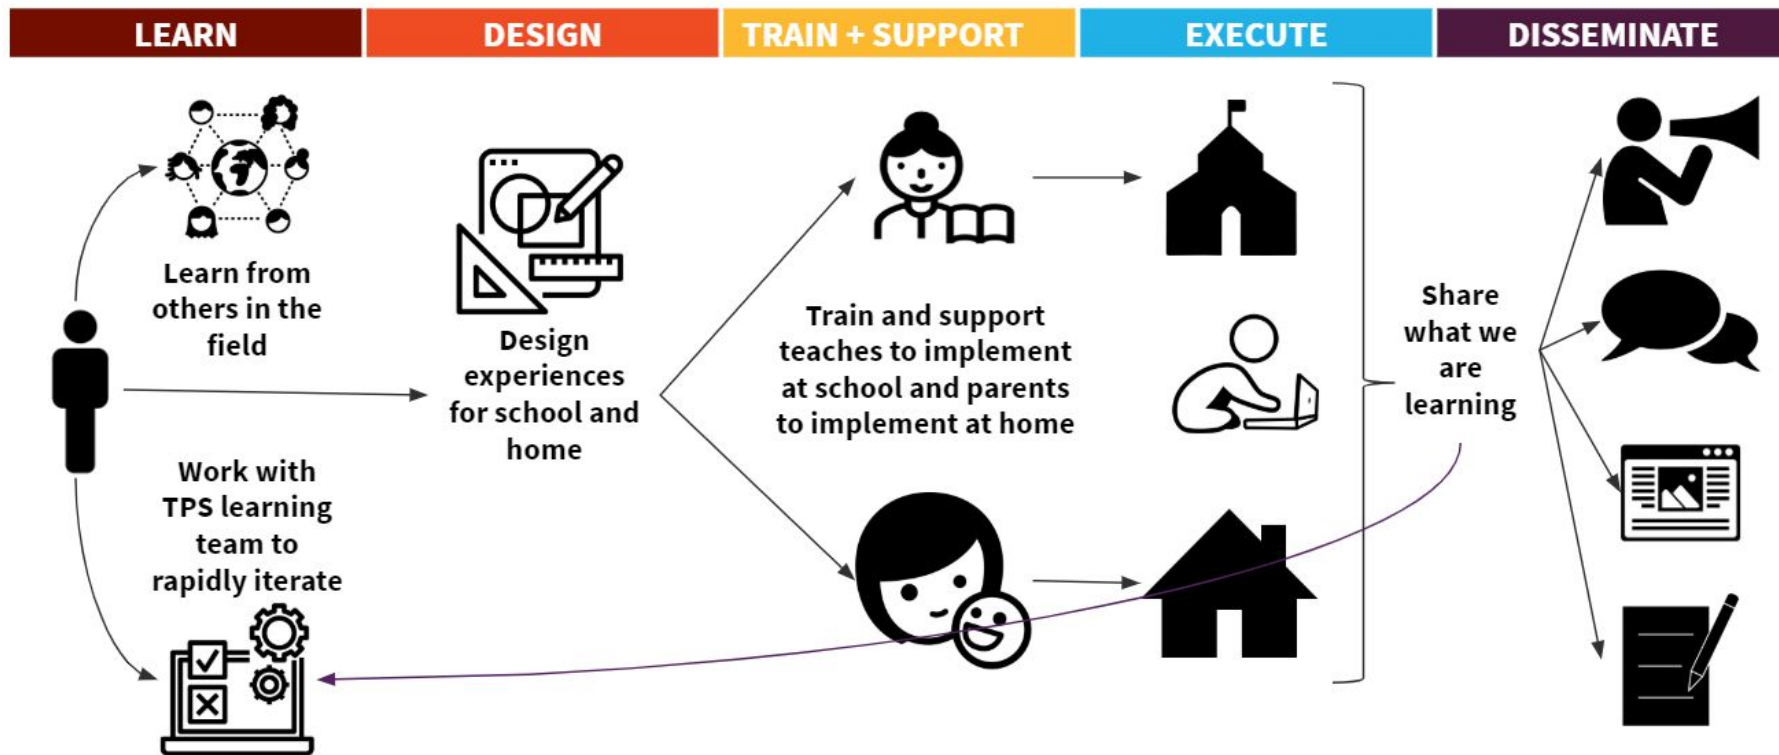 LEARN
DESIGN
TRAIN + SUPPORT
EXECUTE
DISSEMINATE
Learn from
others in the
field
Work with
TPS learning
team to
rapidly iterate
Design
experiences
for school and
home
Train and support
teaches to implement
at school and parents
to implement at home
Share
what we
are
learning